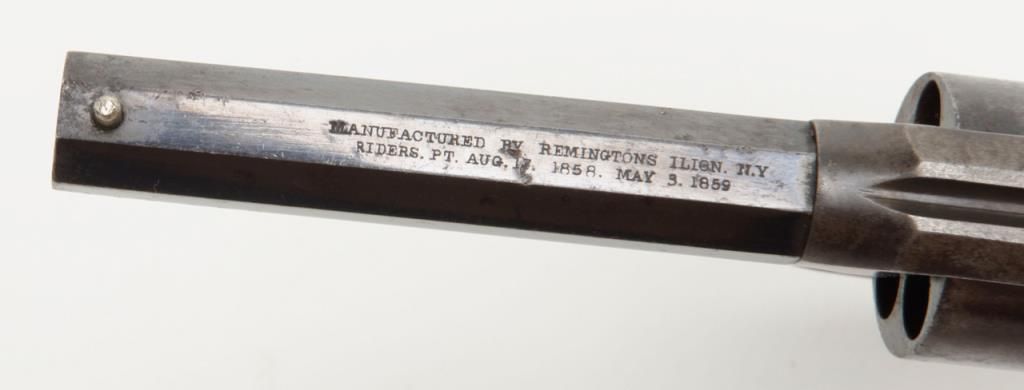 MANUFACTURED BY REMINGTONS ILION. N.Y
RIDERS. PT. AUG. 17. 1858. MAY 3. 1859